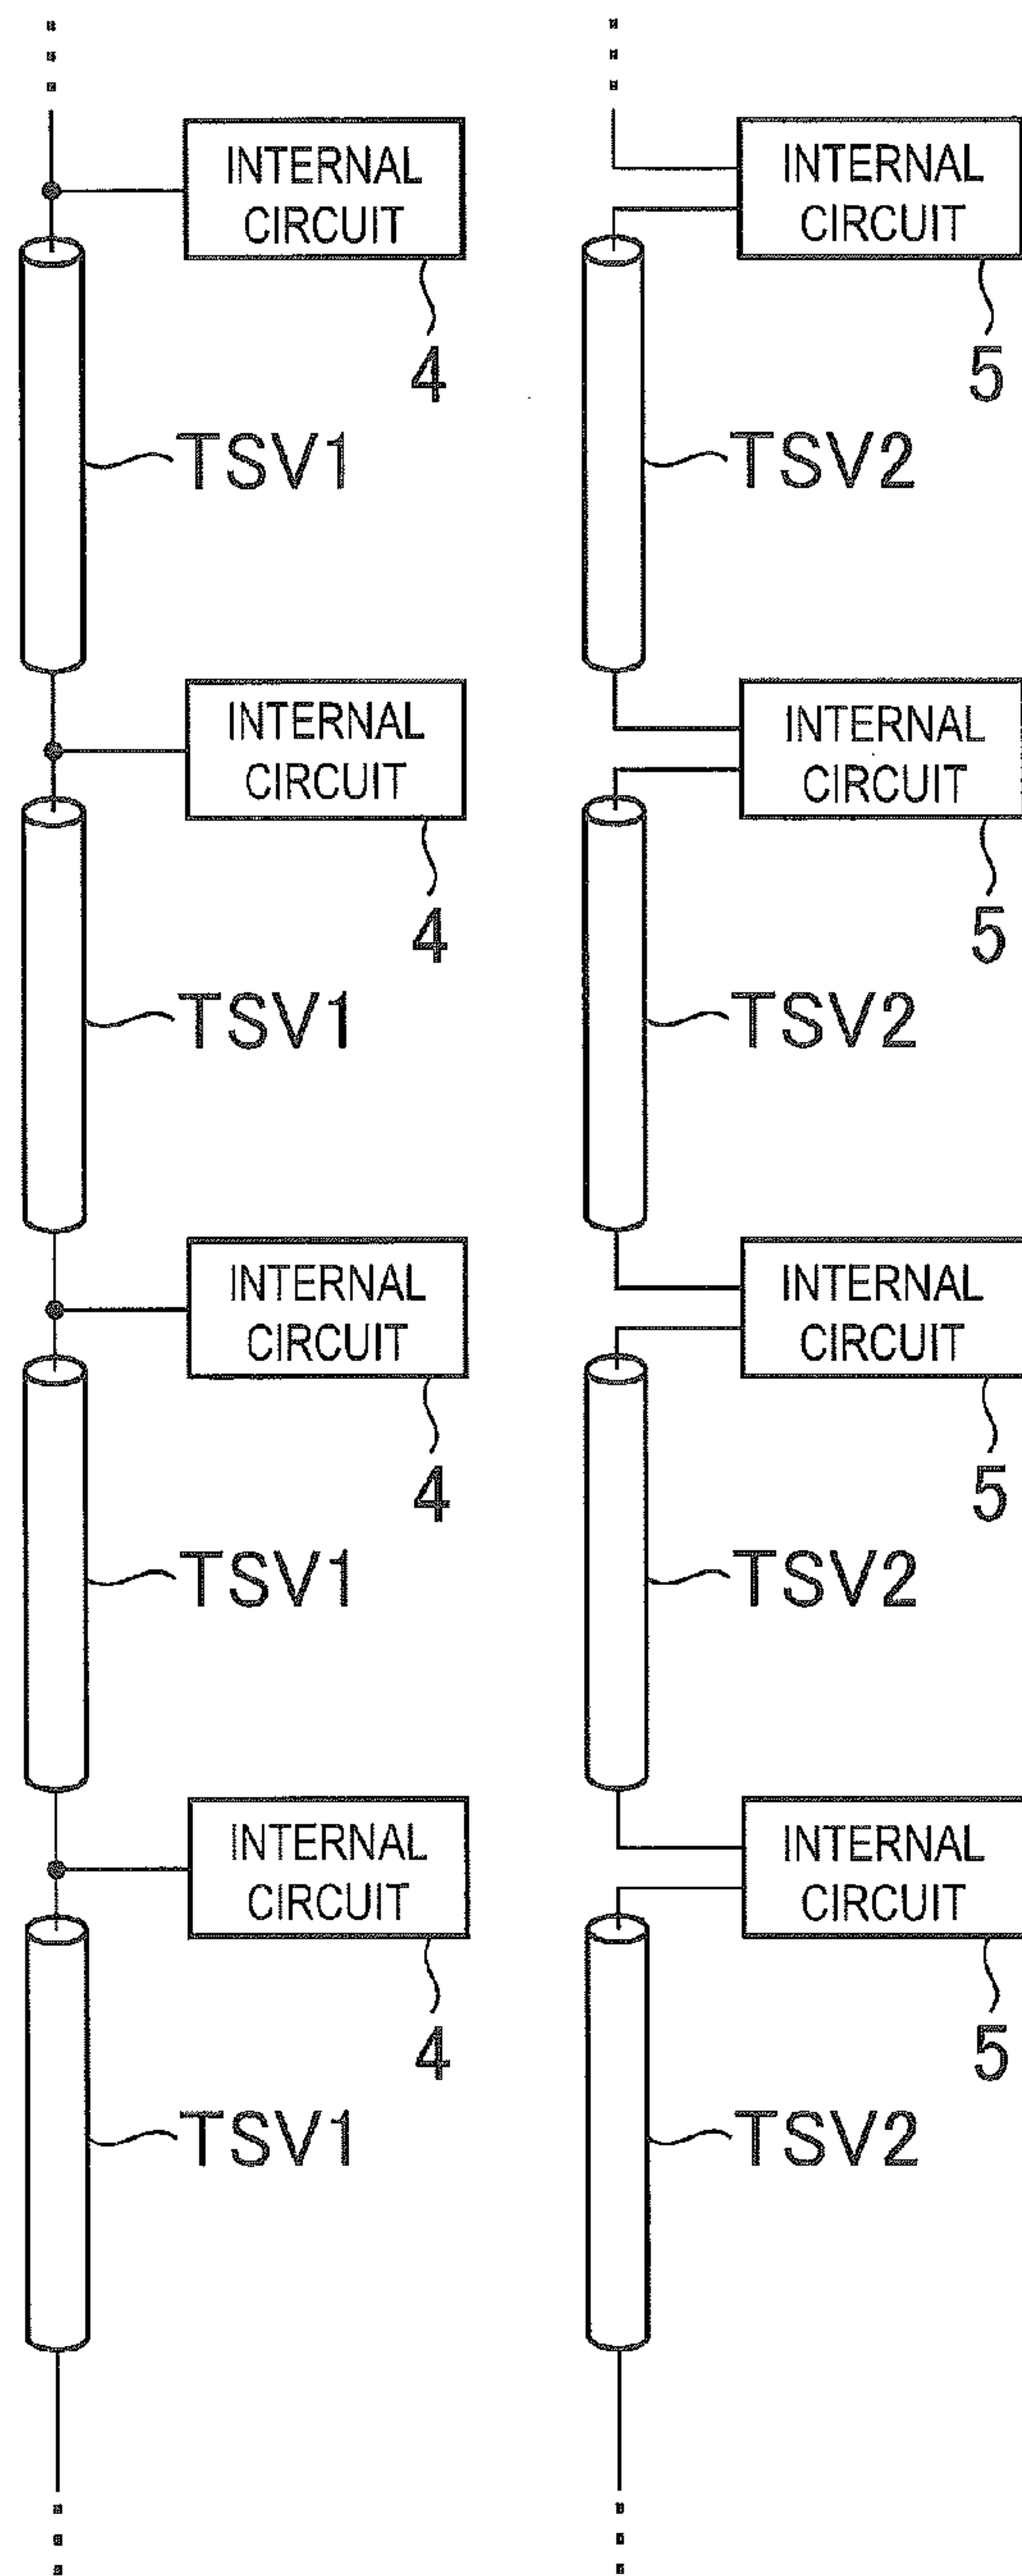 INTERNAL
CIRCUIT
4
TSV1
INTERNAL
CIRCUIT
4
TSV1
INTERNAL
CIRCUIT
4
TSV1
INTERNAL
CIRCUIT
4
TSV1
INTERNAL
CIRCUIT
5
TSV2
INTERNAL
CIRCUIT
5
TSV2
INTERNAL
CIRCUIT
5
TSV2
INTERNAL
CIRCUIT
5
TSV2